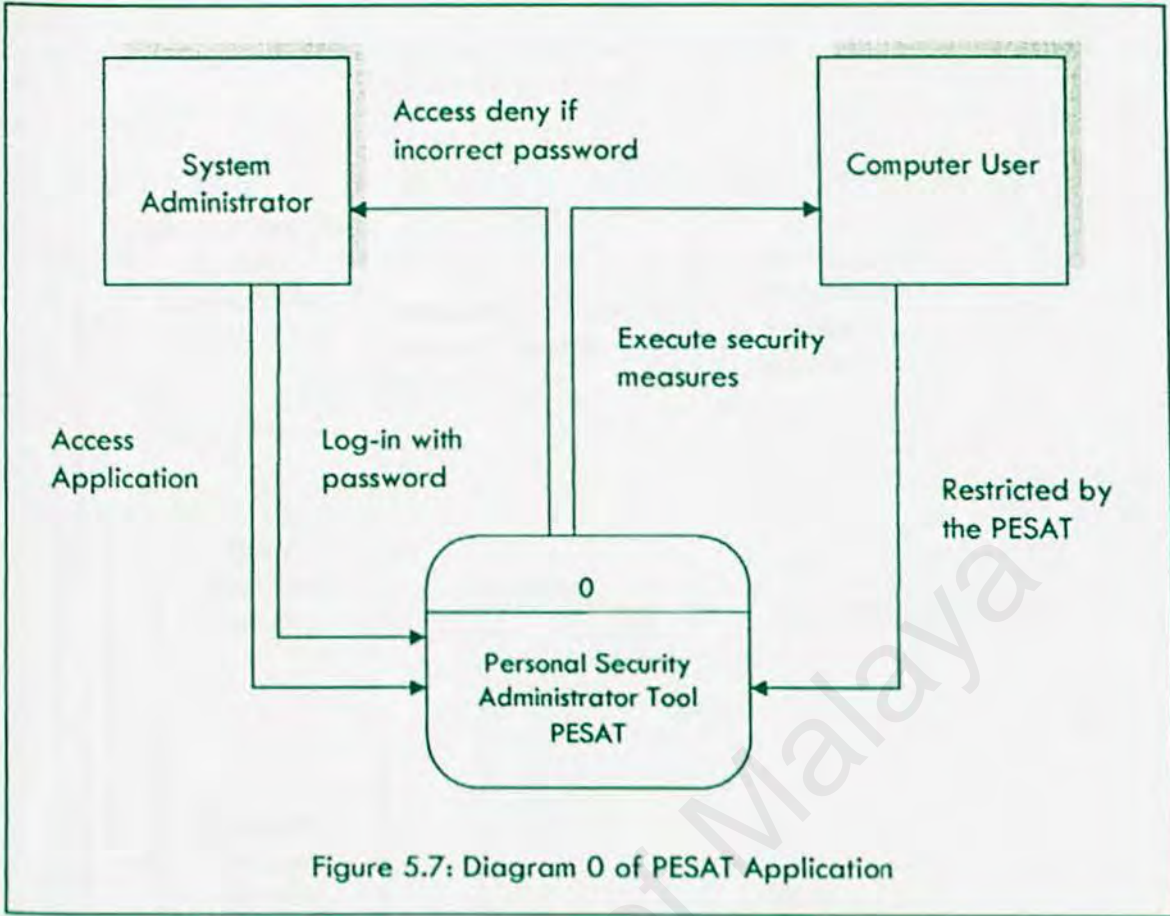 System
Administrator
Access deny if
incorrect password
Computer User
Execute security
measures
Access
Application
Log-in with
password
Restricted by
the PESAT
0
Personal Security
Administrator Tool
PESAT
Figure 5.7: Diagram 0 of PESAT Application
Malaya